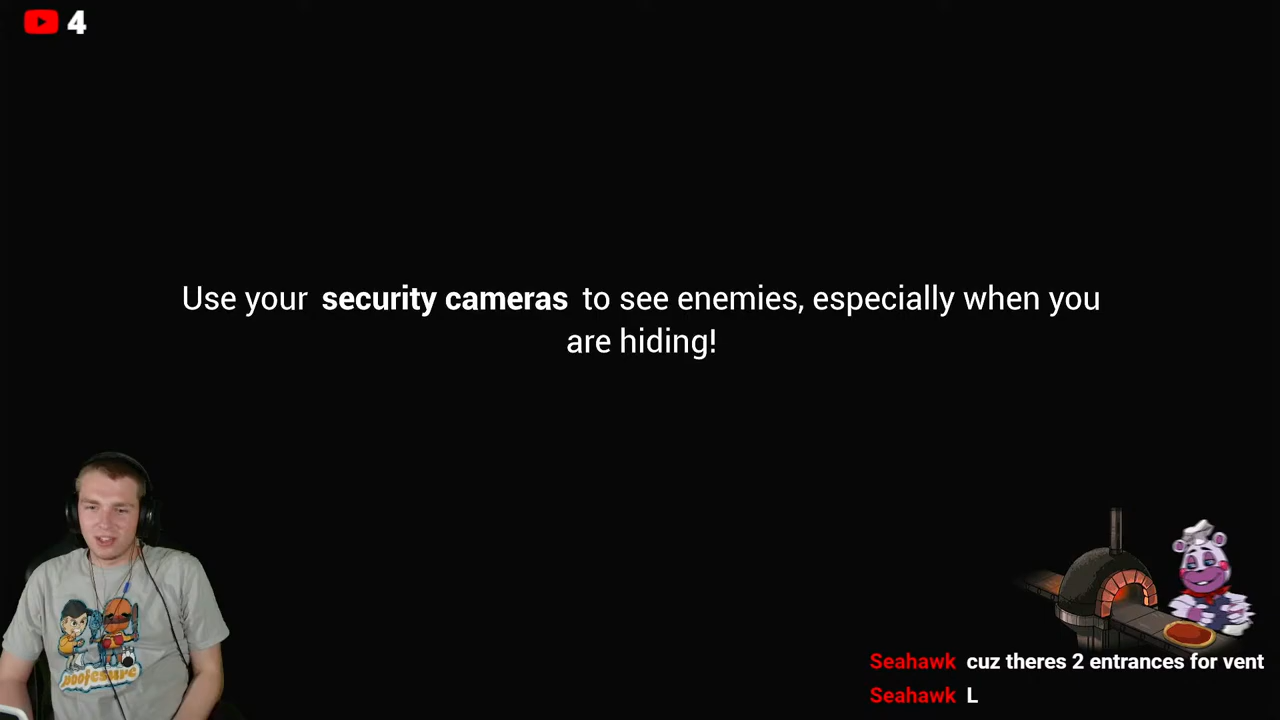 4
Use your security cameras to see enemies, especially when you
are hiding!
poofesure
Seahawk cuz theres 2 entrances for vent
Seahawk L